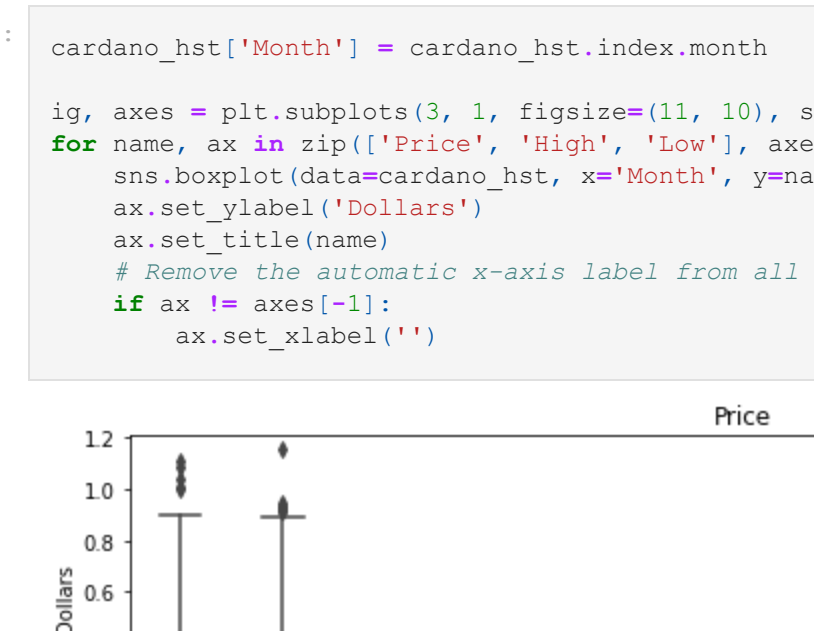 :
cardano_hst['Month'] = cardano_hst.index.month
ig, axes = plt.subplots(3, 1, figsize=(11, 10), s
for name, ax in zip(['Price', 'High', 'Low'], axe
    sns.boxplot(data=cardano_hst, x='Month', y=na
    ax.set_ylabel('Dollars')
    ax.set_title(name)
    # Remove the automatic x-axis label from all
    if ax != axes[-1]:
        ax.set_xlabel('')
Price
1.2
1.0
0.8
0.6
Dollars